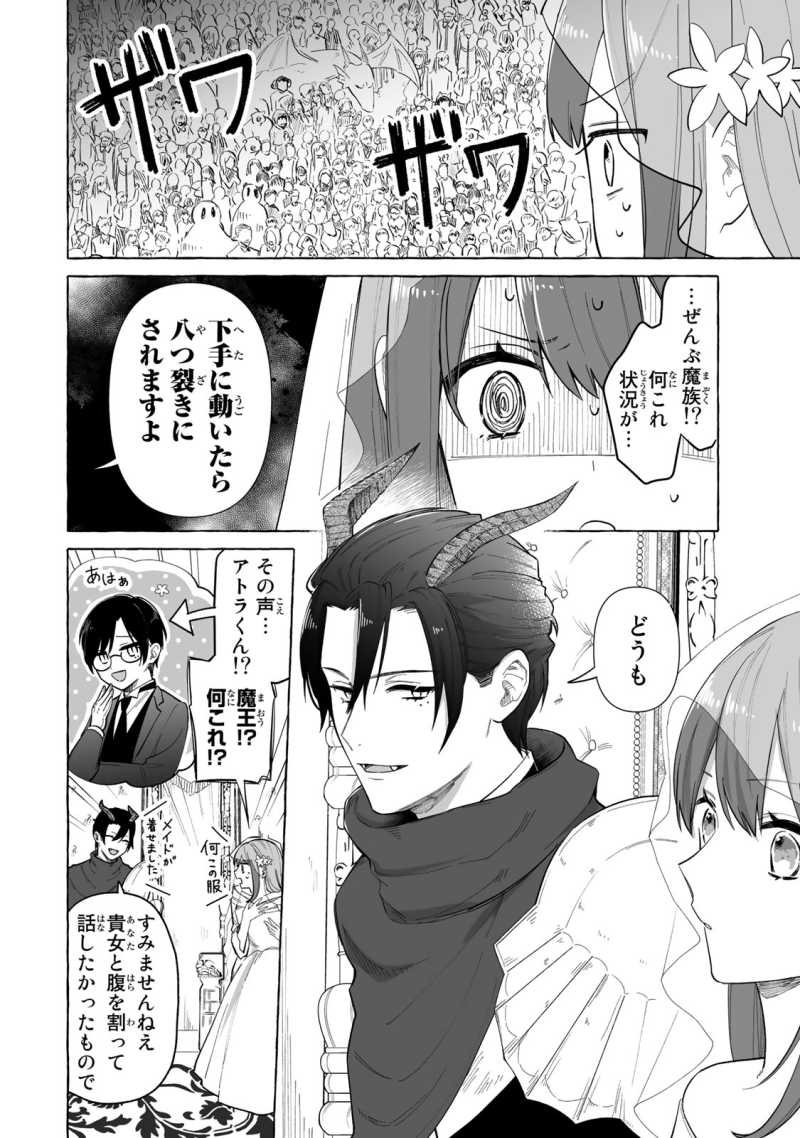 ザワ
ザワ
…ぜんぶ魔族!?
何これ
状況が…
下手に動いたら
八つ裂きに
されますよ
どうも
その声…
アトラくん!?
魔王!?
何これ!?
あはぁ
何この服
メイドが
着せました
すみませんねえ
貴女と腹を割って
話したかったもので